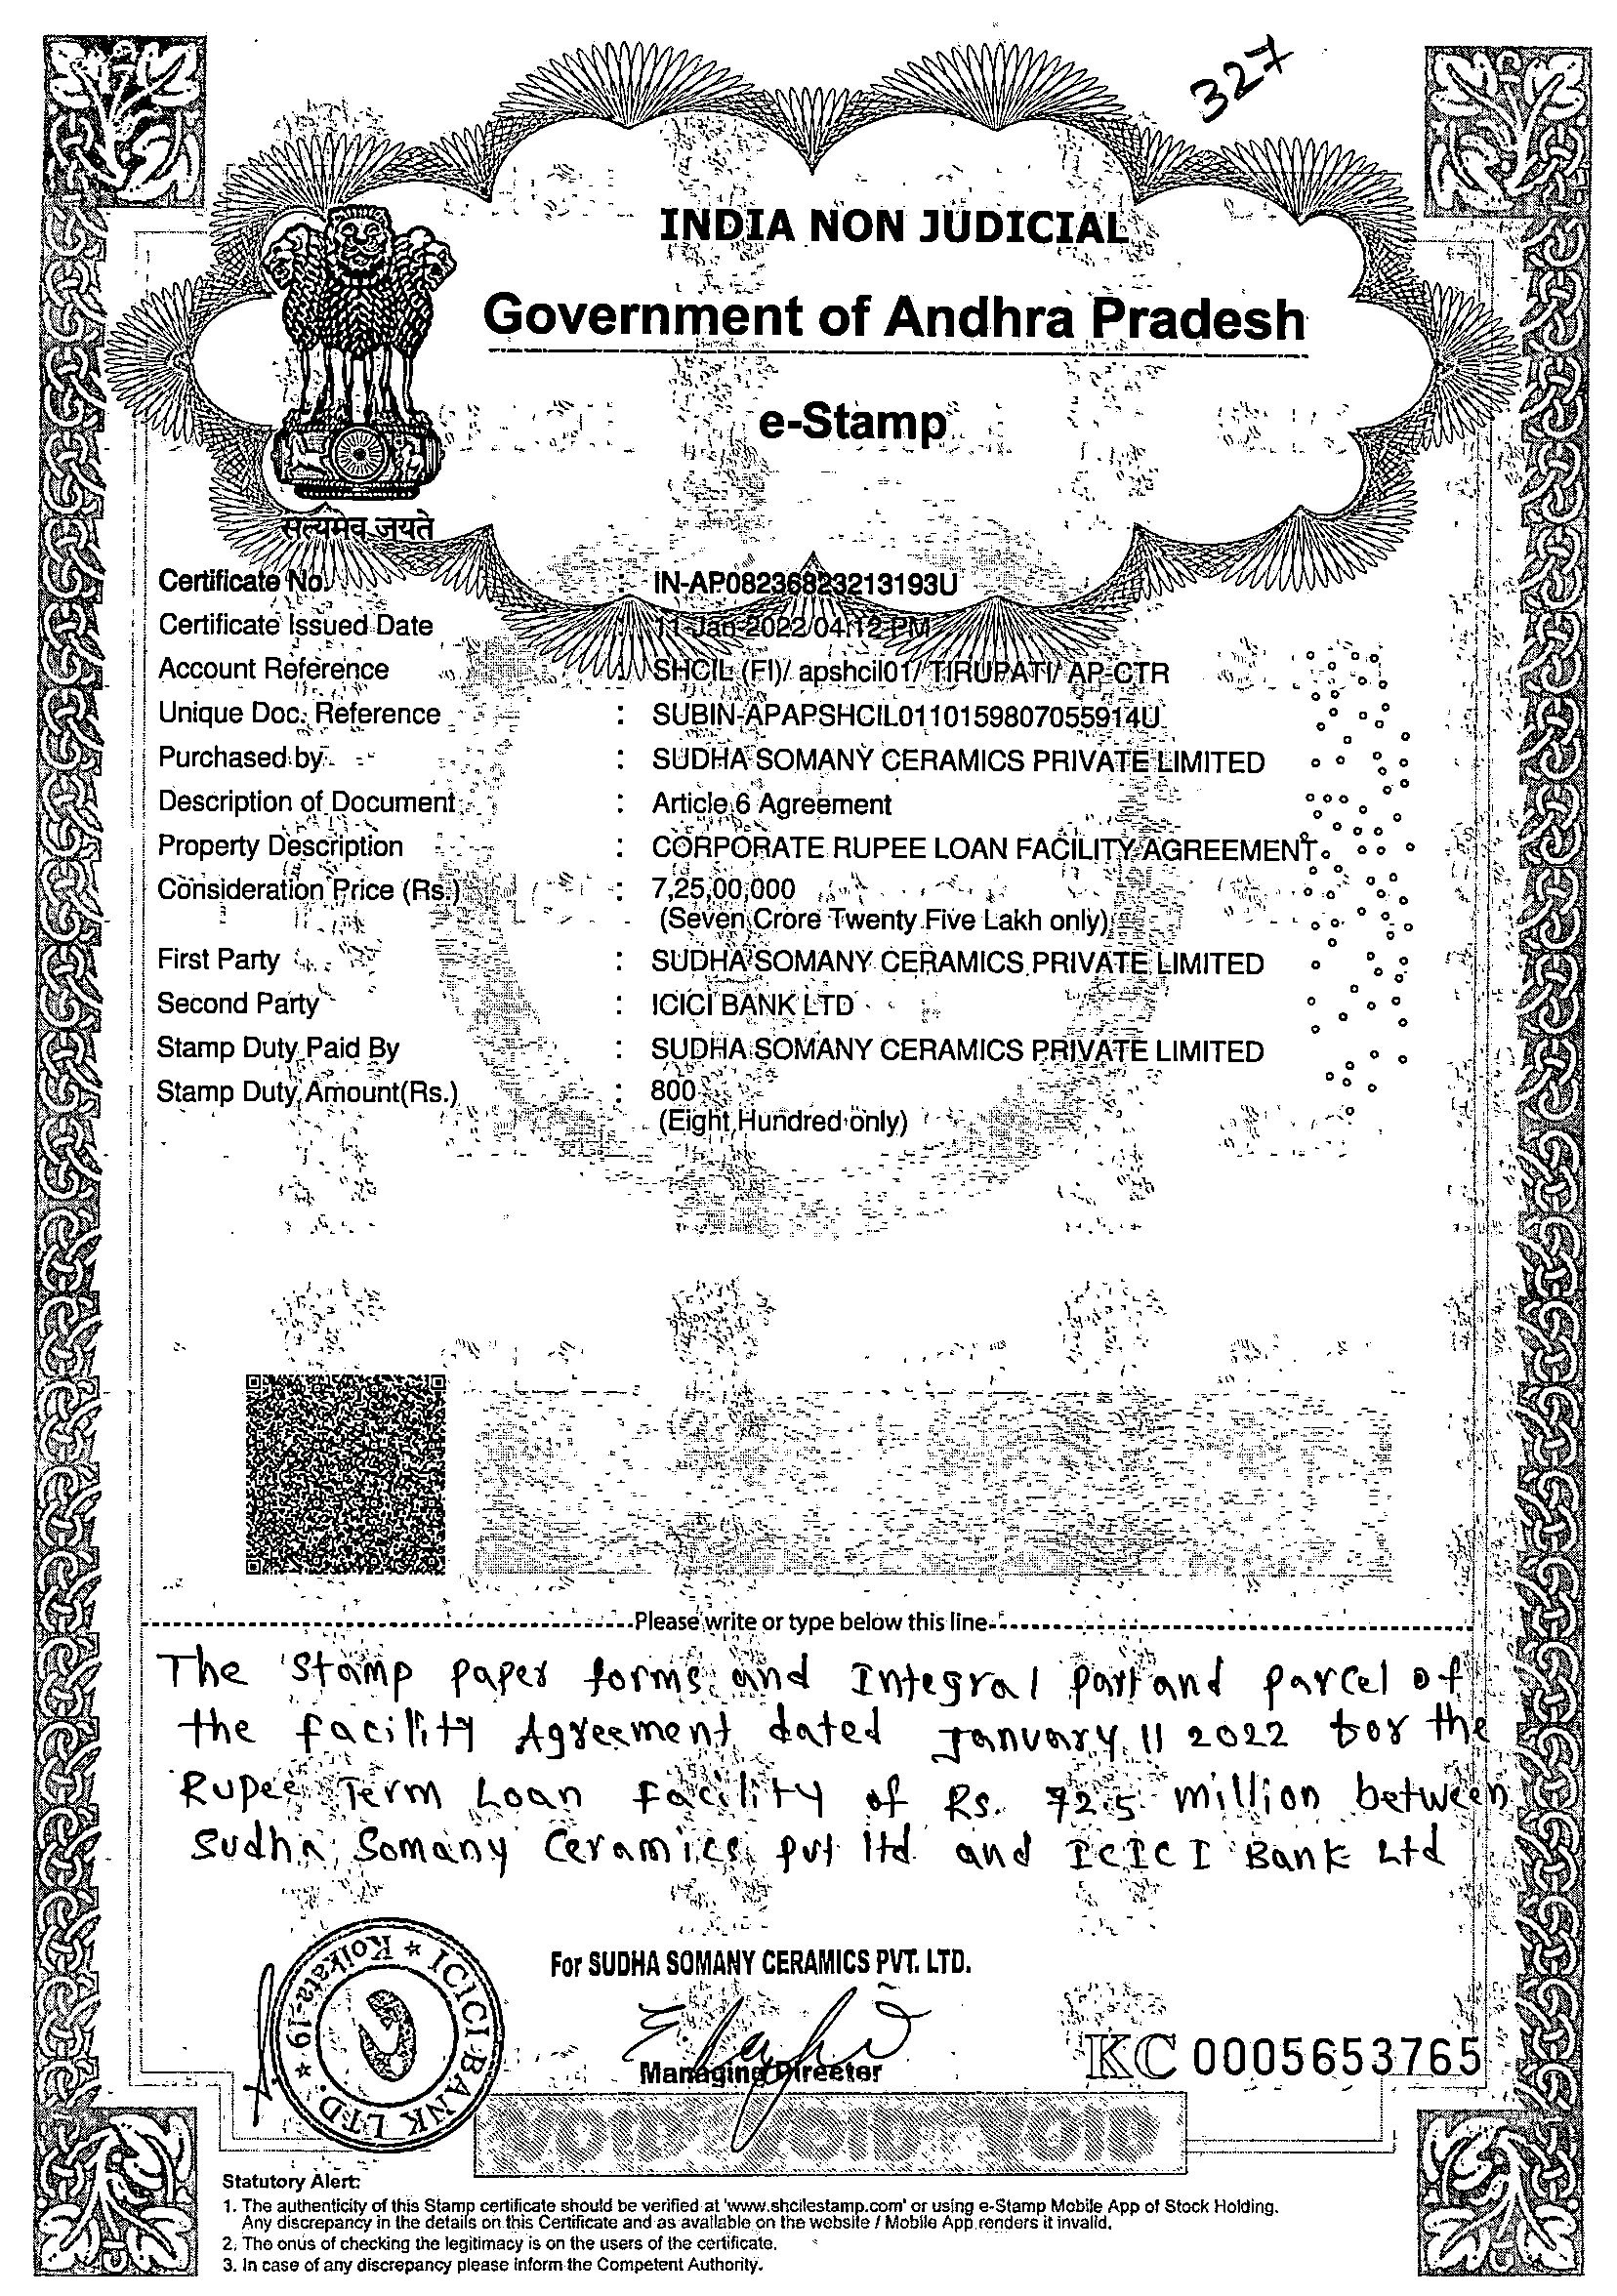 327
INDIA NON JUDICIAL
Government of Andhra Pradesh
e-Stamp
सत्यमेव जयते
Certificate No. : IN-AP08236823213193U
Certificate Issued Date : 11-Jan-2022 04:12 PM
Account Reference : SHCIL (FI)/ apshcil01/ TIRUPATI/ AP-CTR
Unique Doc. Reference : SUBIN-APAPSHCIL0110159807055914U
Purchased by : SUDHA SOMANY CERAMICS PRIVATE LIMITED
Description of Document : Article 6 Agreement
Property Description : CORPORATE RUPEE LOAN FACILITY AGREEMENT
Consideration Price (Rs.) : 7,25,00,000
(Seven Crore Twenty Five Lakh only)
First Party : SUDHA SOMANY CERAMICS PRIVATE LIMITED
Second Party : ICICI BANK LTD
Stamp Duty Paid By : SUDHA SOMANY CERAMICS PRIVATE LIMITED
Stamp Duty Amount(Rs.) : 800
(Eight Hundred only)
Please write or type below this line
The Stamp paper forms and Integral part and parcel of
the facility Agreement dated January 11 2022 for the
Rupee Term Loan facility of Rs. 72.5 million between
Sudha Somany Ceramics pvt ltd and ICICI Bank Ltd
ICICI BANK LTD. * Kolkata-19 *
For SUDHA SOMANY CERAMICS PVT. LTD.
Managing Director
KC 0005653765
VOID VOID VOID
Statutory Alert:
1. The authenticity of this Stamp certificate should be verified at 'www.shcilestamp.com' or using e-Stamp Mobile App of Stock Holding.
Any discrepancy in the details on this Certificate and as available on the website / Mobile App renders it invalid.
2. The onus of checking the legitimacy is on the users of the certificate.
3. In case of any discrepancy please inform the Competent Authority.